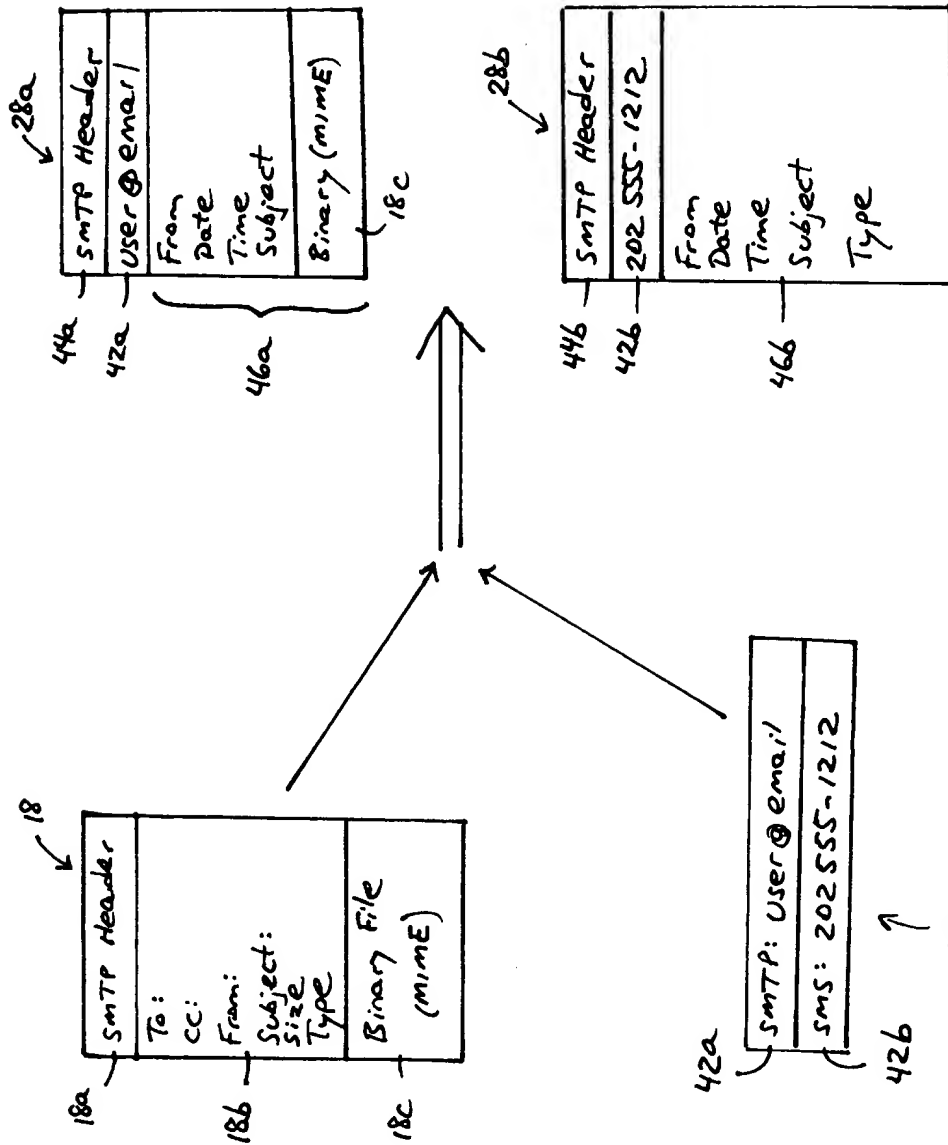 18
18a
SMTP Header
18b
To:
CC:
From:
Subject:
Size
Type
18c
Binary File
(MIME)
42a
SMTP: User@email
42b
SMS: 202 555-1212
28a
44a
SMTP Header
42a
User@email
46a
From
Date
Time
Subject
Binary (MIME)
18c
28b
44b
SMTP Header
42b
202 555-1212
46b
From
Date
Time
Subject
Type